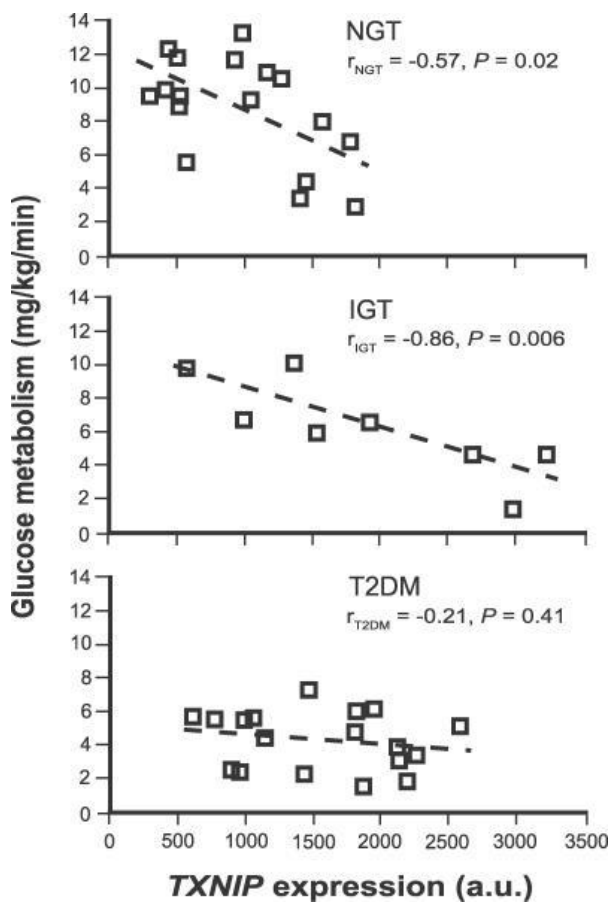 Glucose metabolism (mg/kg/min)
14
12
10
8
6
4
2
0
NGT
rNGT = -0.57, P = 0.02
14
12
10
8
6
4
2
0
IGT
rIGT = -0.86, P = 0.006
14
12
10
8
6
4
2
0
T2DM
rT2DM = -0.21, P = 0.41
0 500 1000 1500 2000 2500 3000 3500
TXNIP expression (a.u.)